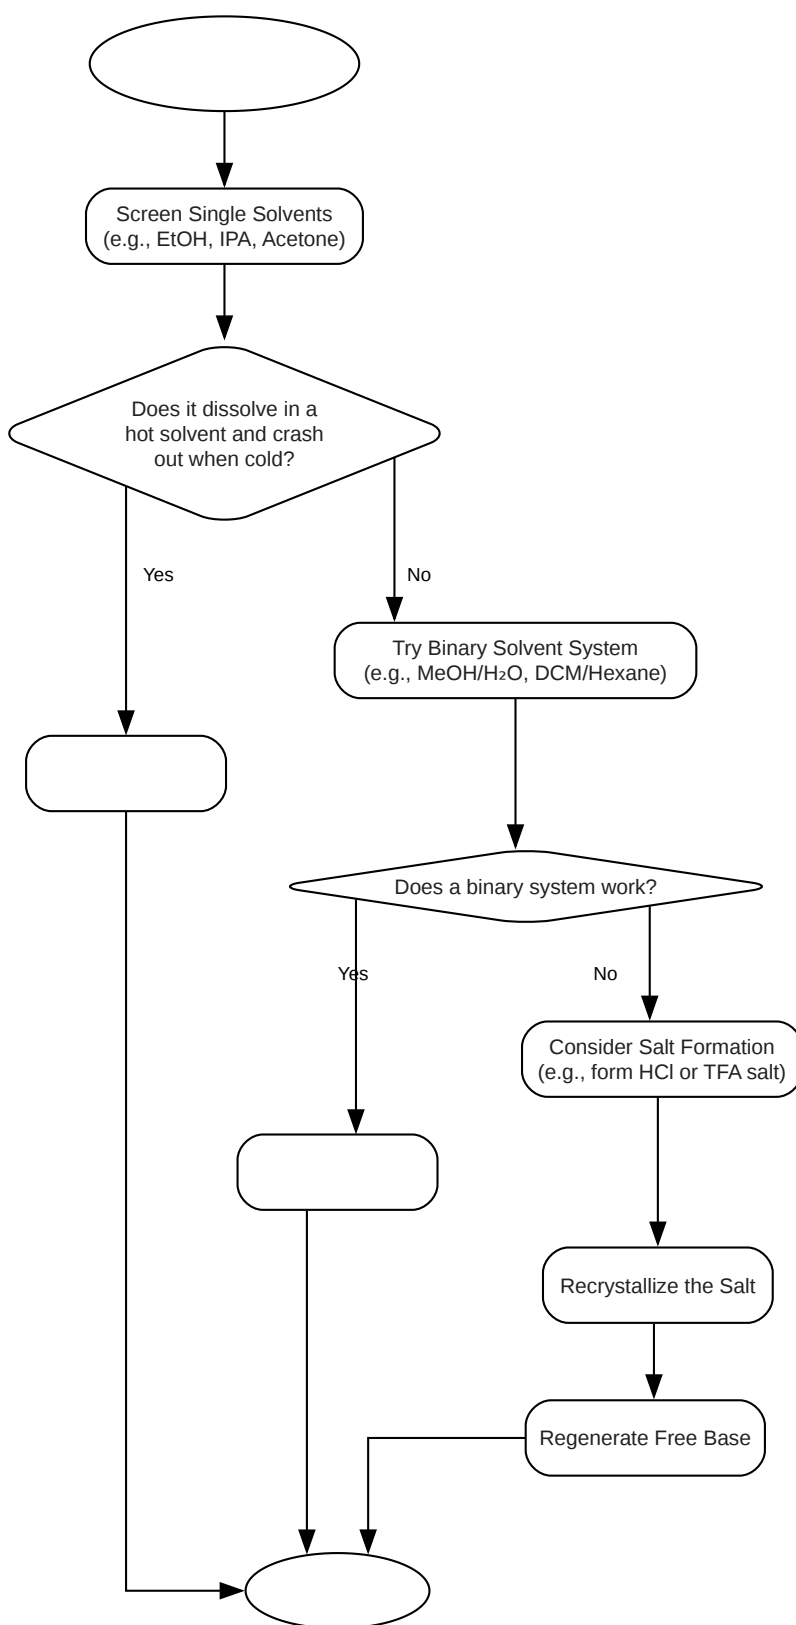 Screen Single Solvents
(e.g., EtOH, IPA, Acetone)
Does it dissolve in a
hot solvent and crash
out when cold?
Yes
No
Try Binary Solvent System
(e.g., MeOH/H₂O, DCM/Hexane)
Does a binary system work?
Yes
No
Consider Salt Formation
(e.g., form HCl or TFA salt)
Recrystallize the Salt
Regenerate Free Base